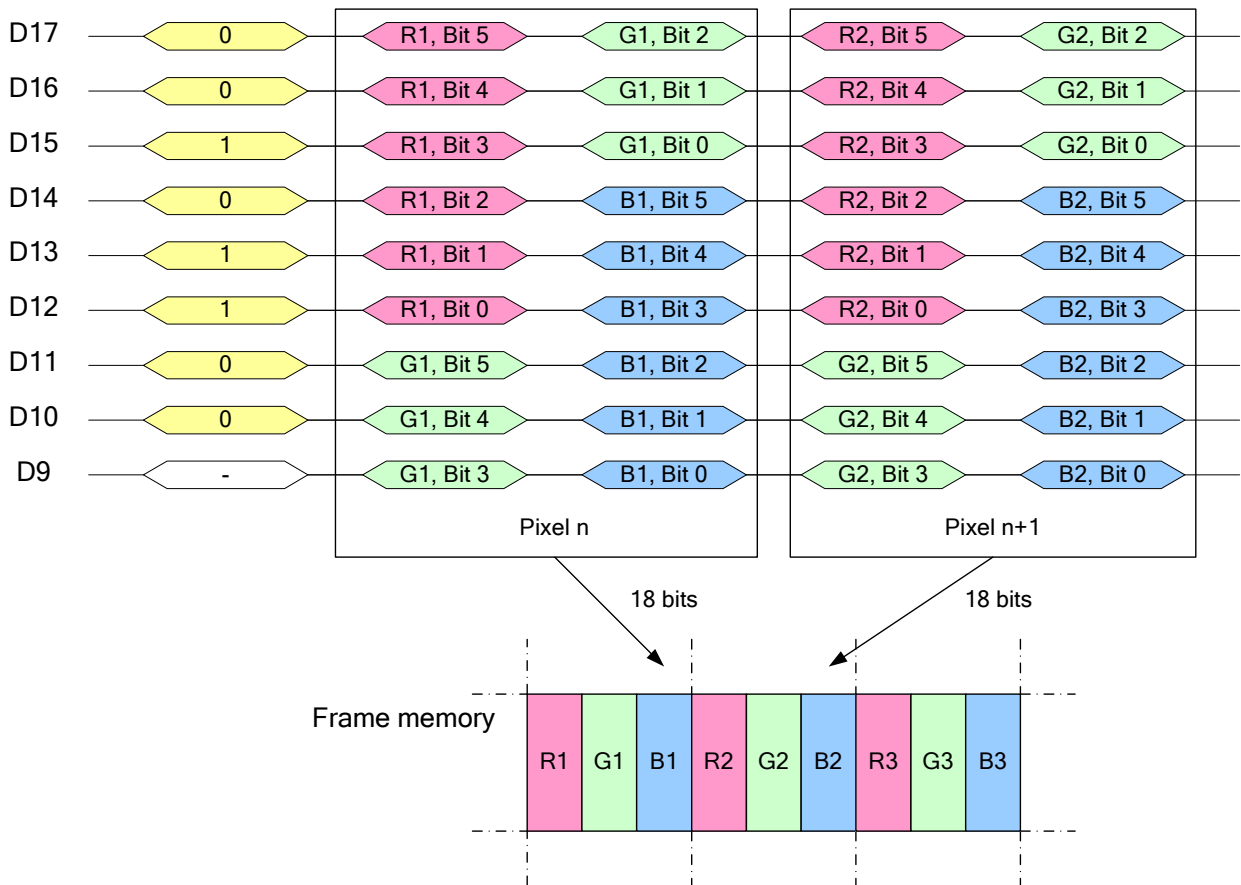 D17 0 R1, Bit 5 G1, Bit 2 R2, Bit 5 G2, Bit 2
D16 0 R1, Bit 4 G1, Bit 1 R2, Bit 4 G2, Bit 1
D15 1 R1, Bit 3 G1, Bit 0 R2, Bit 3 G2, Bit 0
D14 0 R1, Bit 2 B1, Bit 5 R2, Bit 2 B2, Bit 5
D13 1 R1, Bit 1 B1, Bit 4 R2, Bit 1 B2, Bit 4
D12 1 R1, Bit 0 B1, Bit 3 R2, Bit 0 B2, Bit 3
D11 0 G1, Bit 5 B1, Bit 2 G2, Bit 5 B2, Bit 2
D10 0 G1, Bit 4 B1, Bit 1 G2, Bit 4 B2, Bit 1
D9 - G1, Bit 3 B1, Bit 0 G2, Bit 3 B2, Bit 0
Pixel n Pixel n+1
18 bits 18 bits
Frame memory
R1 G1 B1 R2 G2 B2 R3 G3 B3